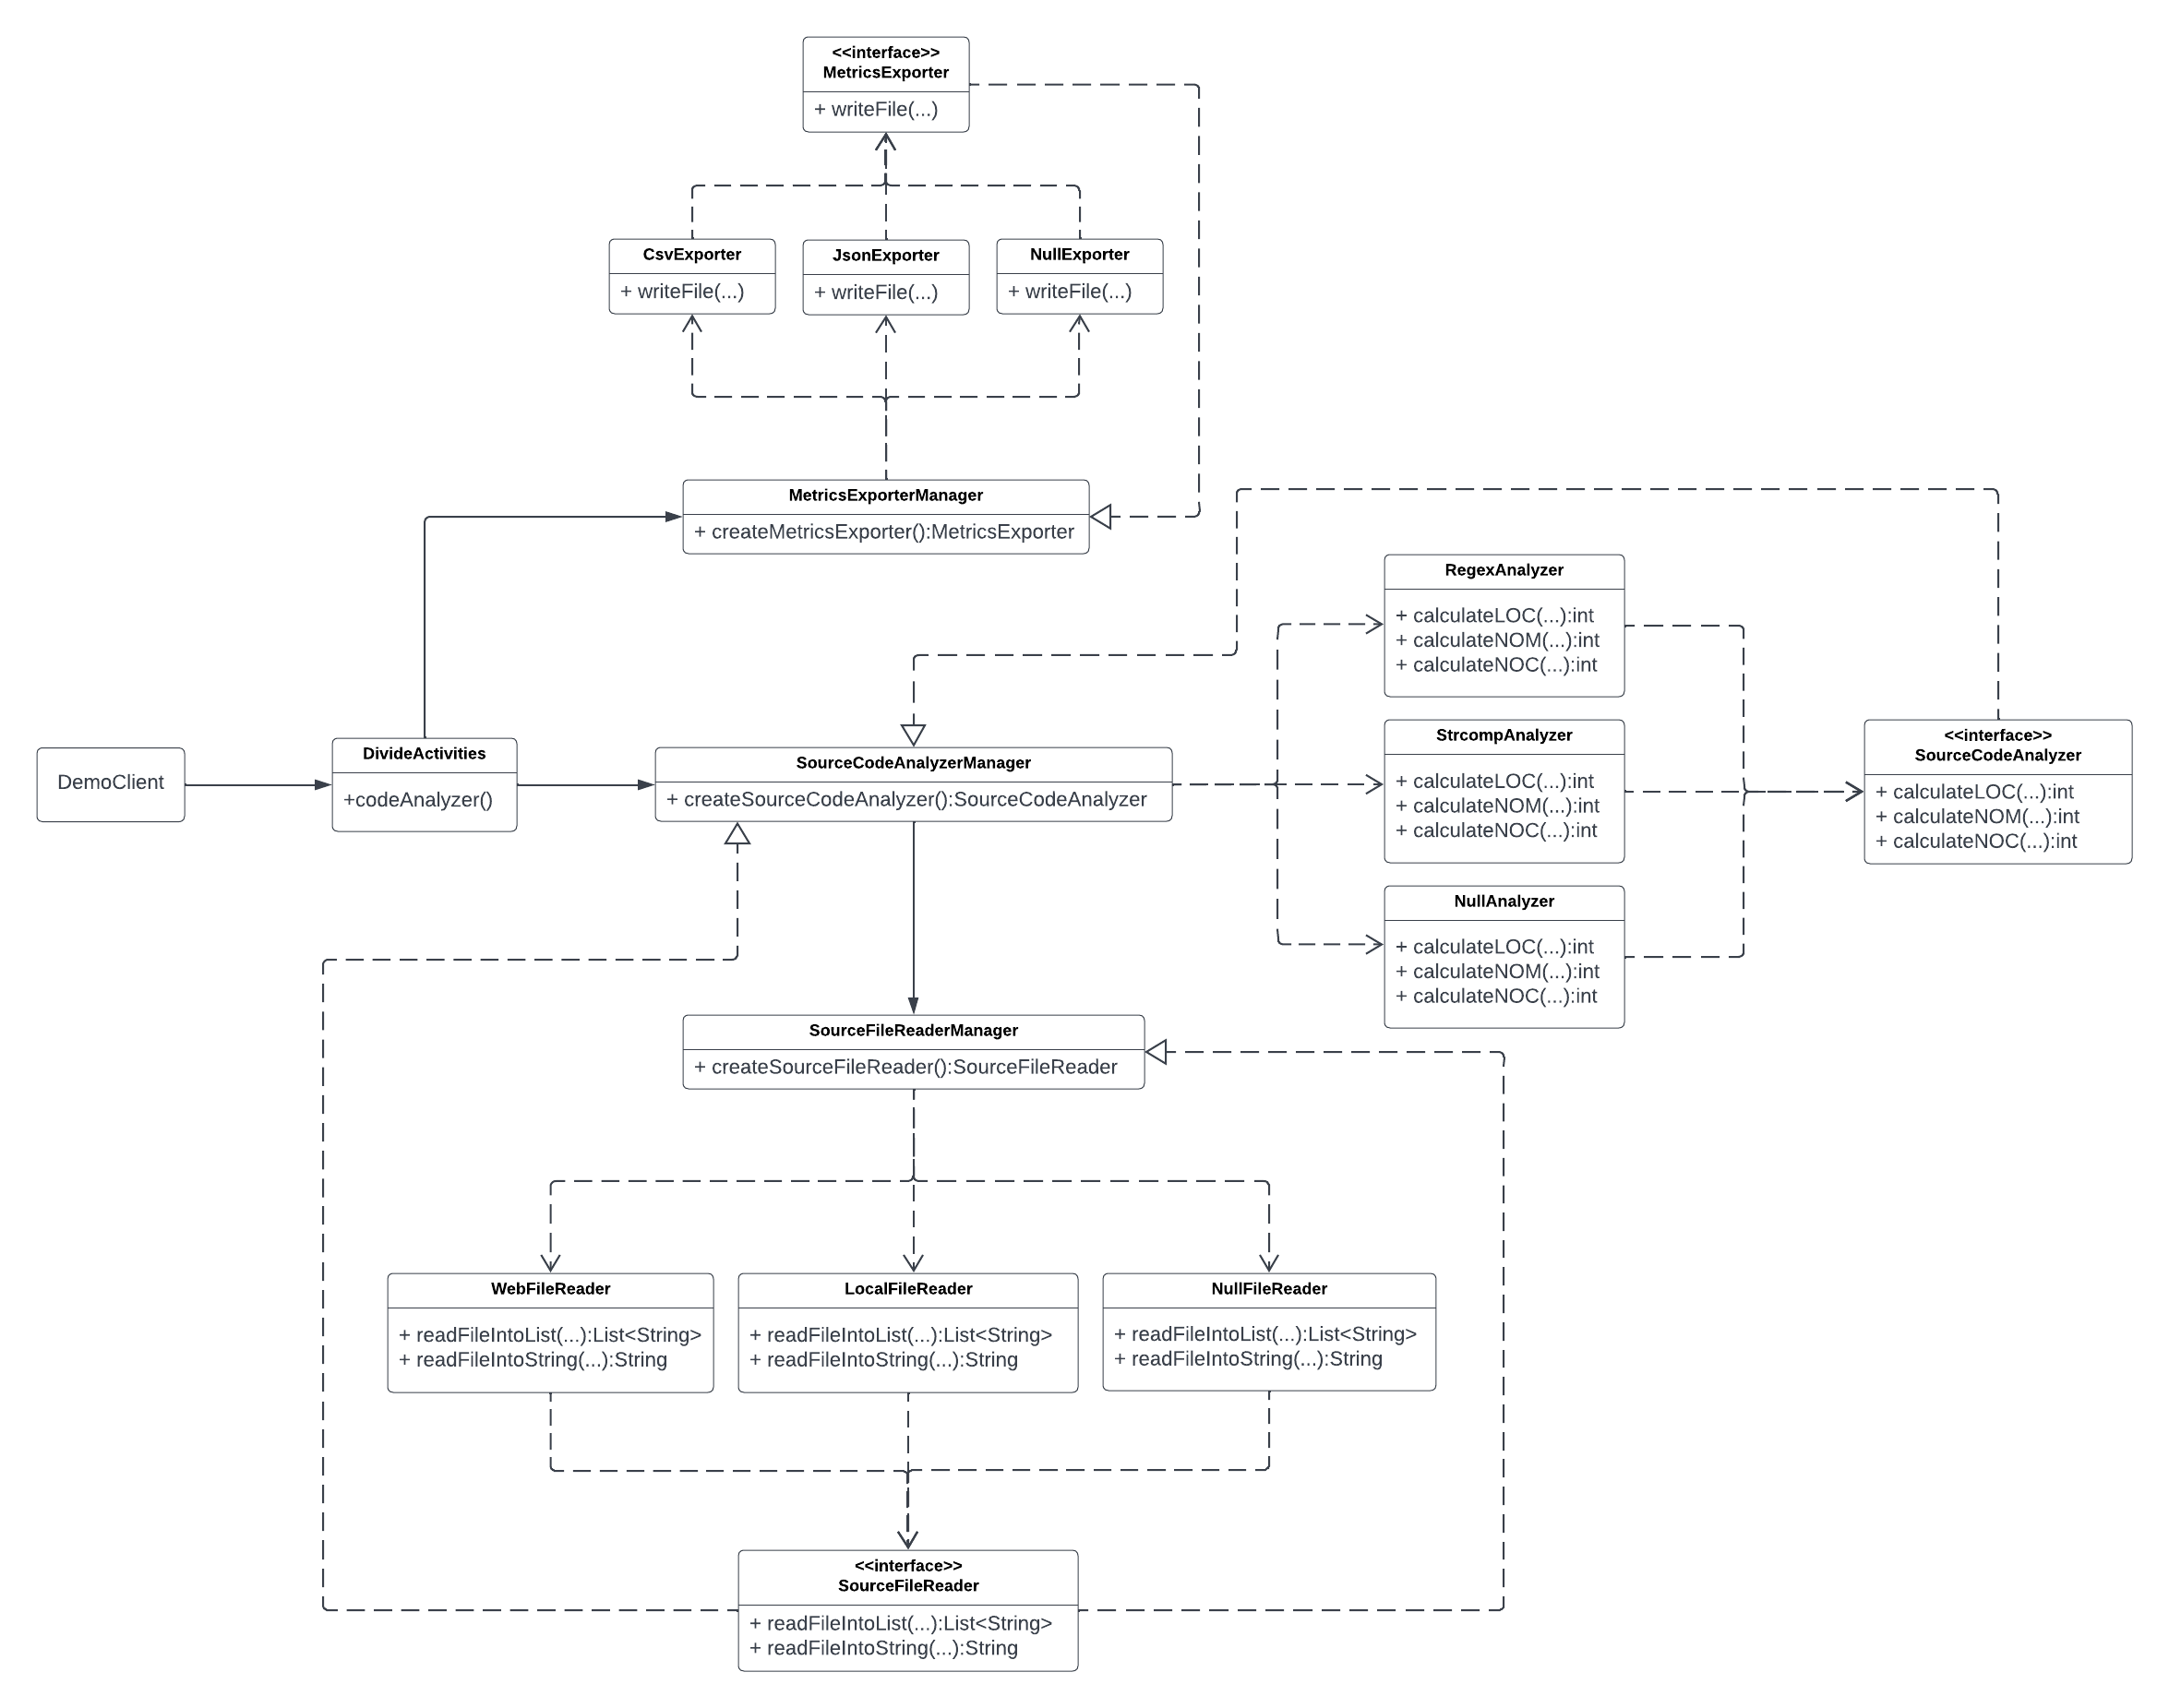 <<interface>>
MetricsExporter
+ writeFile(...)
CsvExporter
+ writeFile(...)
JsonExporter
+ writeFile(...)
NullExporter
+ writeFile(...)
MetricsExporterManager
+ createMetricsExporter():MetricsExporter
RegexAnalyzer
+ calculateLOC(...):int
+ calculateNOM(...):int
+ calculateNOC(...):int
DemoClient
DivideActivities
+codeAnalyzer()
SourceCodeAnalyzerManager
+ createSourceCodeAnalyzer():SourceCodeAnalyzer
StrcompAnalyzer
+ calculateLOC(...):int
+ calculateNOM(...):int
+ calculateNOC(...):int
<<interface>>
SourceCodeAnalyzer
+ calculateLOC(...):int
+ calculateNOM(...):int
+ calculateNOC(...):int
NullAnalyzer
+ calculateLOC(...):int
+ calculateNOM(...):int
+ calculateNOC(...):int
SourceFileReaderManager
+ createSourceFileReader():SourceFileReader
WebFileReader
+ readFileIntoList(...):List<String>
+ readFileIntoString(...):String
LocalFileReader
+ readFileIntoList(...):List<String>
+ readFileIntoString(...):String
NullFileReader
+ readFileIntoList(...):List<String>
+ readFileIntoString(...):String
<<interface>>
SourceFileReader
+ readFileIntoList(...):List<String>
+ readFileIntoString(...):String